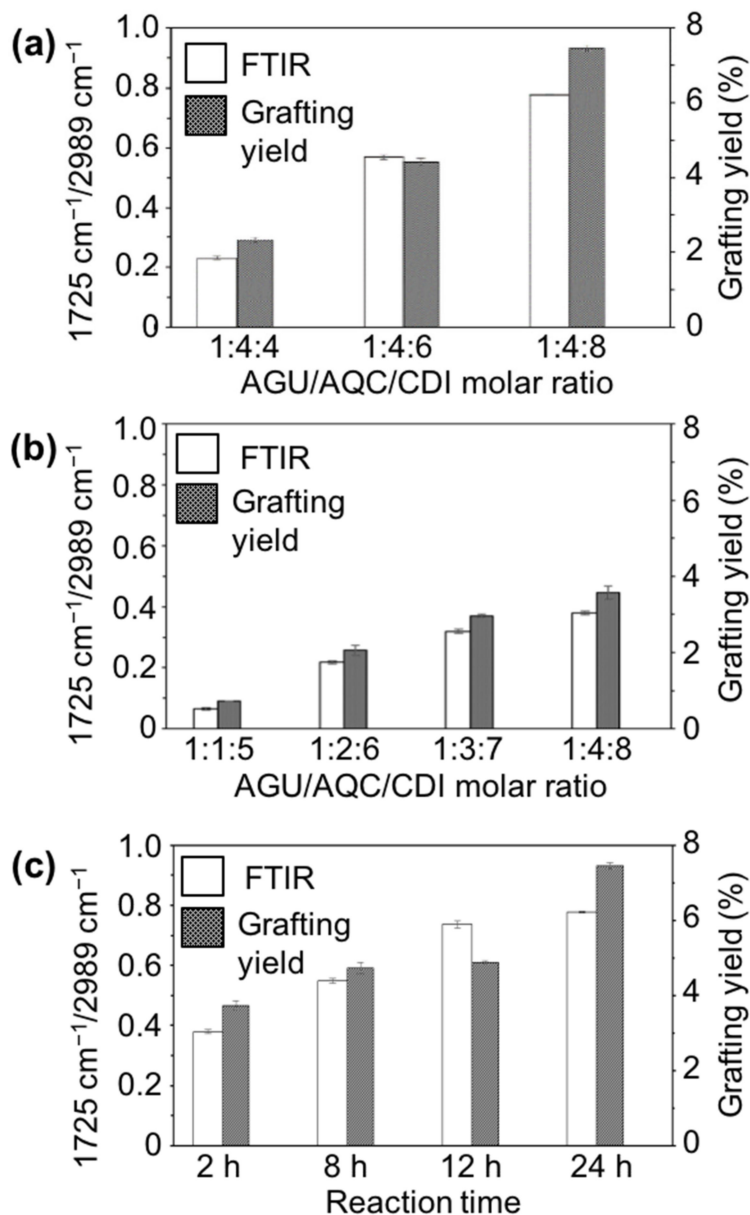 (a)
1725 cm⁻¹/2989 cm⁻¹
1.0
0.8
0.6
0.4
0.2
0
FTIR
Grafting
yield
8
6
4
2
0
Grafting yield (%)
1:4:4 1:4:6 1:4:8
AGU/AQC/CDI molar ratio
(b)
1725 cm⁻¹/2989 cm⁻¹
1.0
0.8
0.6
0.4
0.2
0
FTIR
Grafting
yield
8
6
4
2
0
Grafting yield (%)
1:1:5 1:2:6 1:3:7 1:4:8
AGU/AQC/CDI molar ratio
(c)
1725 cm⁻¹/2989 cm⁻¹
1.0
0.8
0.6
0.4
0.2
0
FTIR
Grafting
yield
8
6
4
2
0
Grafting yield (%)
2 h 8 h 12 h 24 h
Reaction time